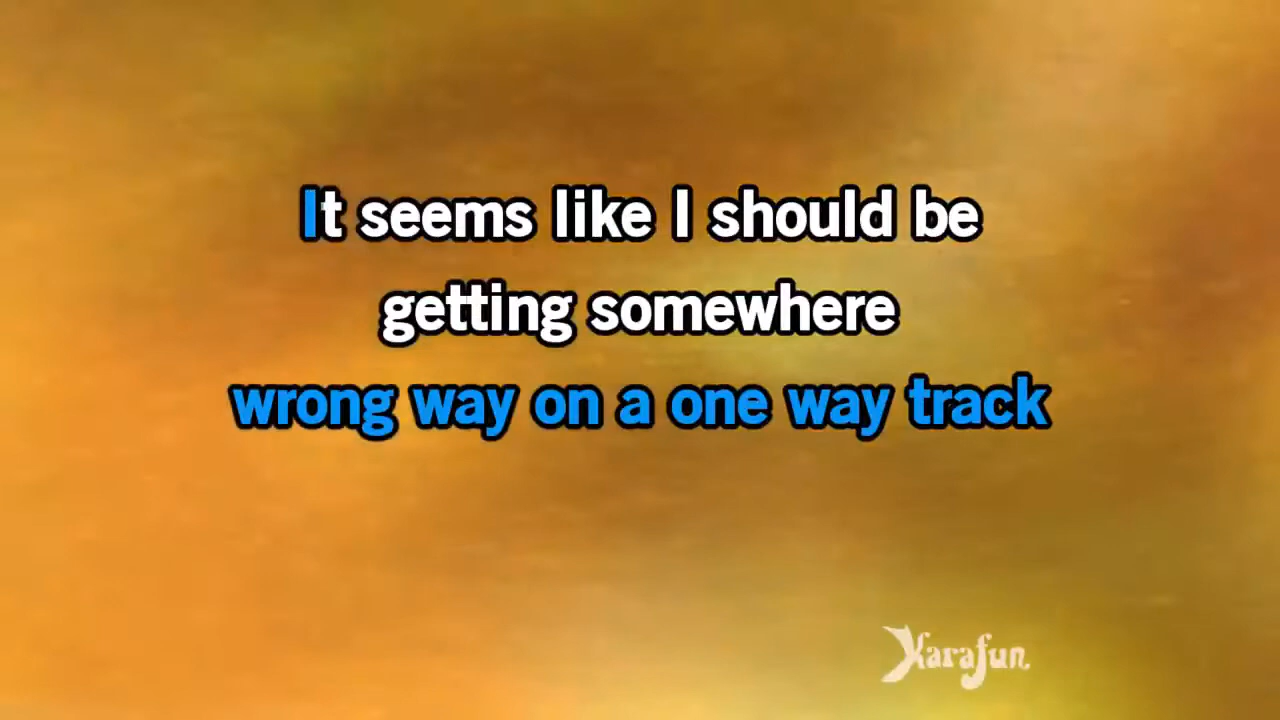 It seems like I should be
getting somewhere
wrong way on a one way track
Karafun